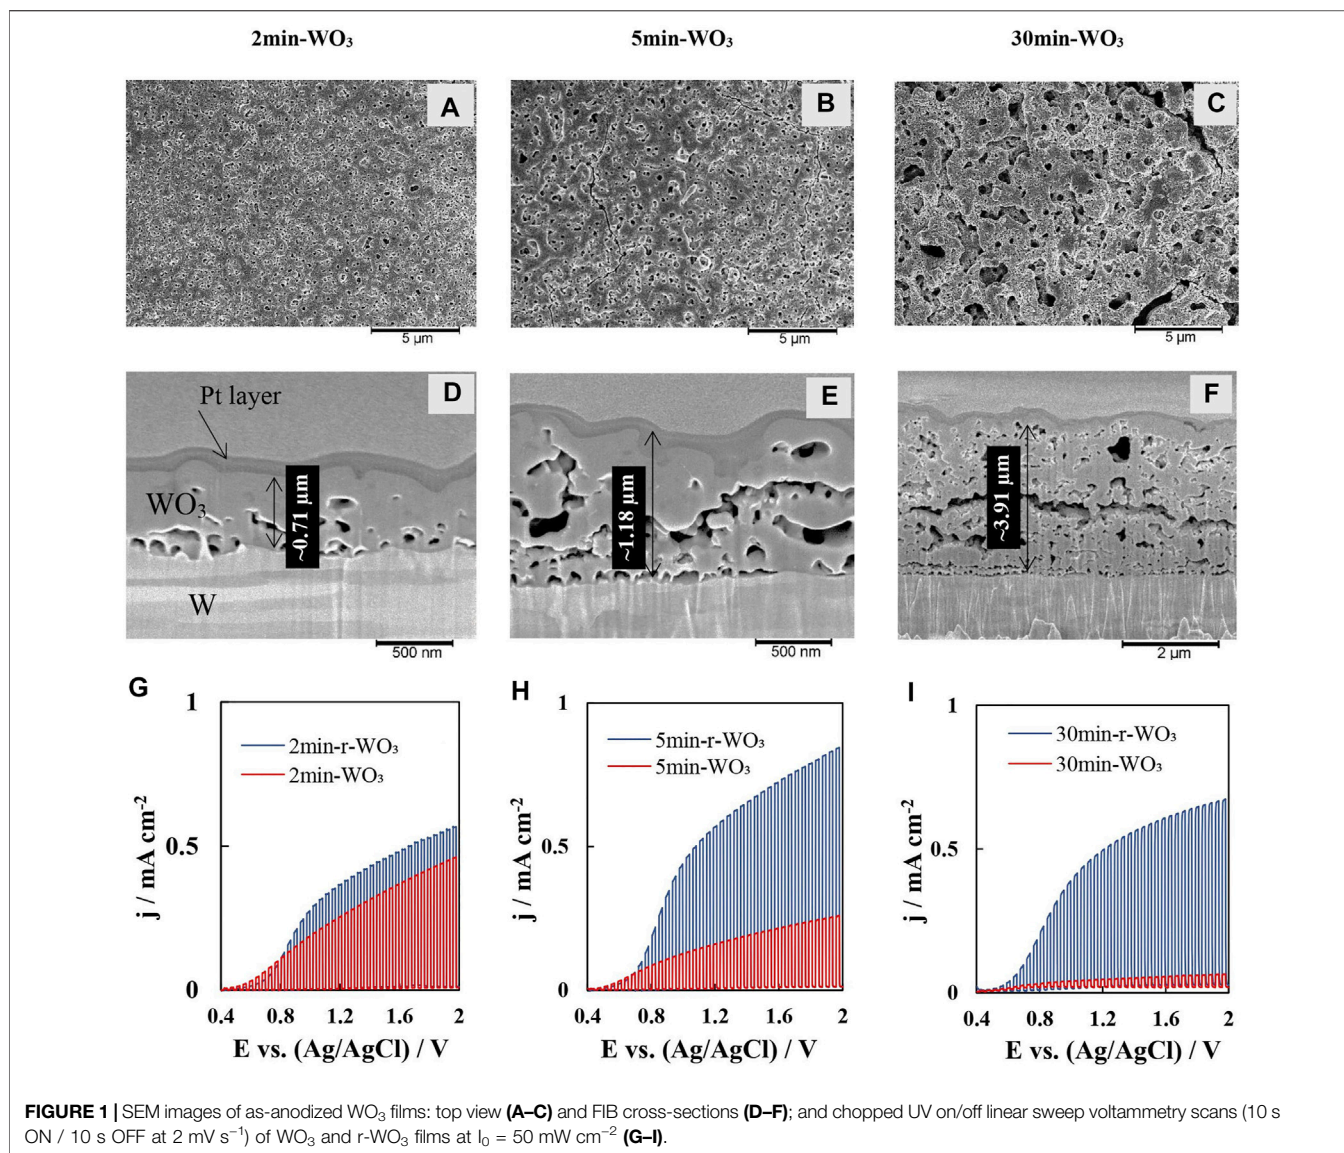 2min-WO₃ 5min-WO₃ 30min-WO₃
A B C
5 µm 5 µm 5 µm
D E F
Pt layer
WO₃
W
~0.71 µm ~1.18 µm ~3.91 µm
500 nm 500 nm 2 µm
G H I
1 1 1
2min-r-WO₃ 5min-r-WO₃ 30min-r-WO₃
2min-WO₃ 5min-WO₃ 30min-WO₃
j / mA cm⁻² j / mA cm⁻² j / mA cm⁻²
0.5 0.5 0.5
0 0 0
0.4 0.8 1.2 1.6 2 0.4 0.8 1.2 1.6 2 0.4 0.8 1.2 1.6 2
E vs. (Ag/AgCl) / V E vs. (Ag/AgCl) / V E vs. (Ag/AgCl) / V
FIGURE 1 | SEM images of as-anodized WO₃ films: top view (A–C) and FIB cross-sections (D–F); and chopped UV on/off linear sweep voltammetry scans (10 s
ON / 10 s OFF at 2 mV s⁻¹) of WO₃ and r-WO₃ films at I₀ = 50 mW cm⁻² (G–I).